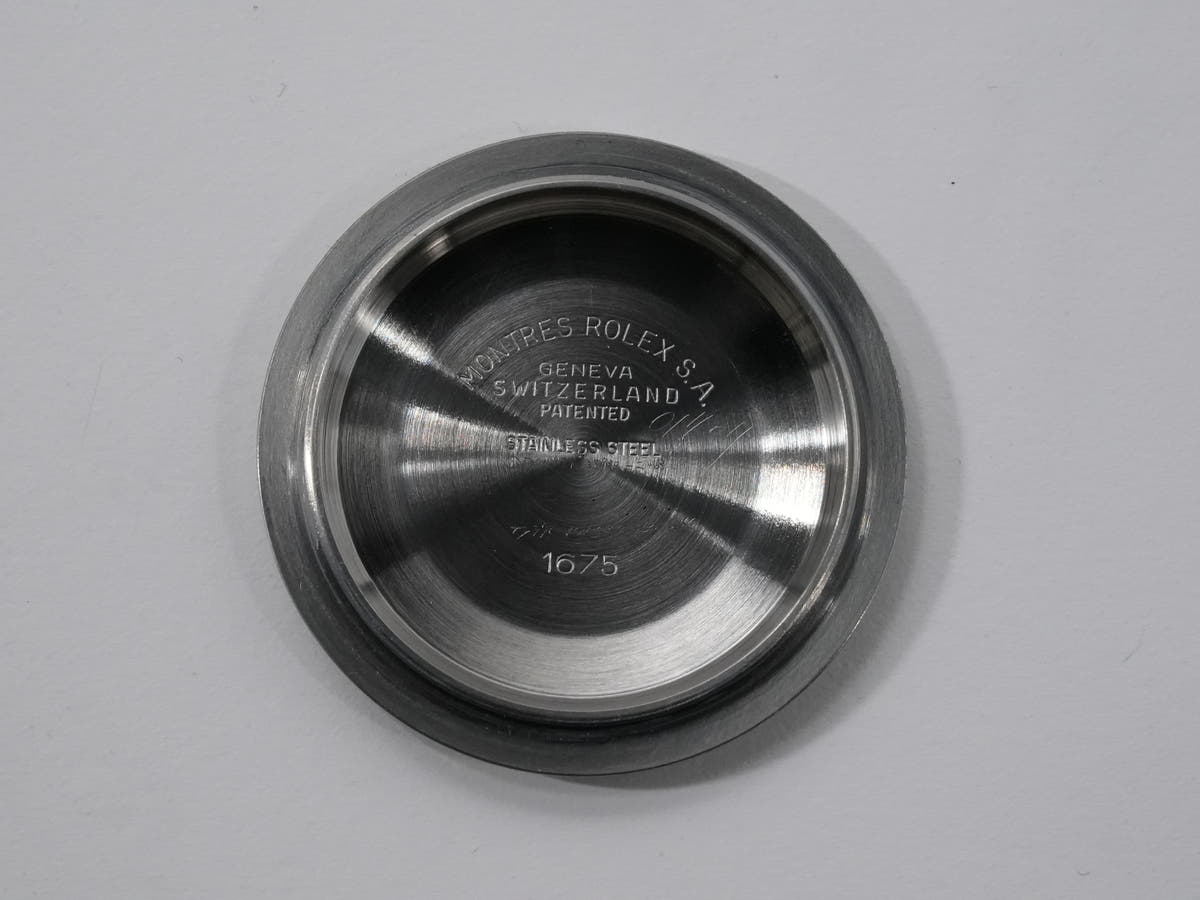 MONTRES ROLEX S.A.
GENEVA
SWITZERLAND
PATENTED
STAINLESS STEEL
1675